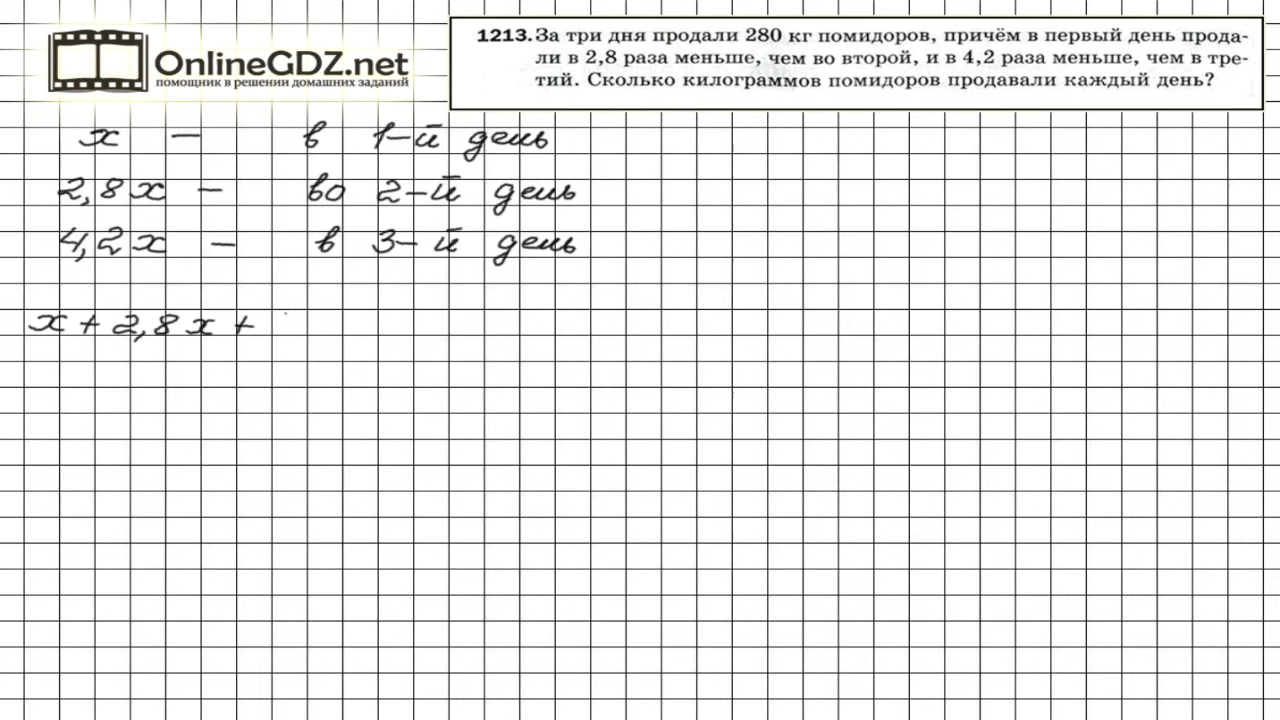 OnlineGDZ.net
помощник в решении домашних заданий
1213. За три дня продали 280 кг помидоров, причём в первый день прода-
ли в 2,8 раза меньше, чем во второй, и в 4,2 раза меньше, чем в тре-
тий. Сколько килограммов помидоров продавали каждый день?
x — в 1-й день
2,8x — во 2-й день
4,2x — в 3-й день
x + 2,8x +